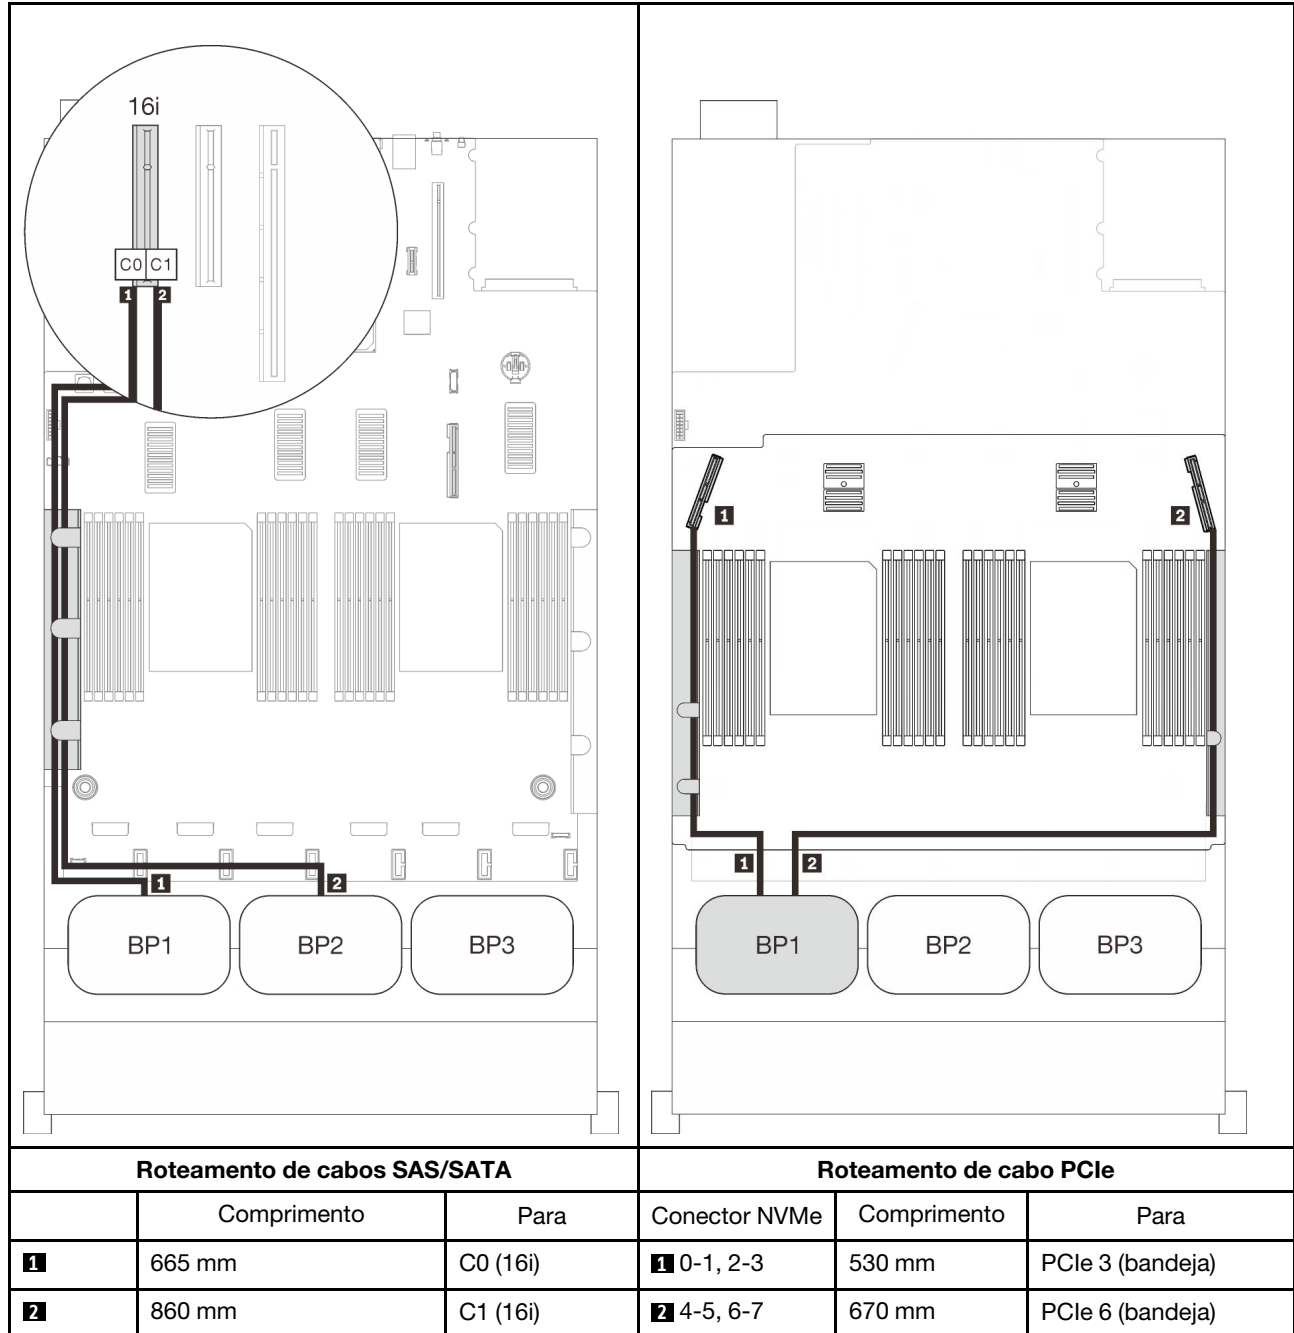 16i
C0 C1
1 2
1 2
BP1 BP2 BP3
1 2
1 2
BP1 BP2 BP3
Roteamento de cabos SAS/SATA
Roteamento de cabo PCIe
Comprimento Para Conector NVMe Comprimento Para
1 665 mm C0 (16i) 1 0-1, 2-3 530 mm PCIe 3 (bandeja)
2 860 mm C1 (16i) 2 4-5, 6-7 670 mm PCIe 6 (bandeja)